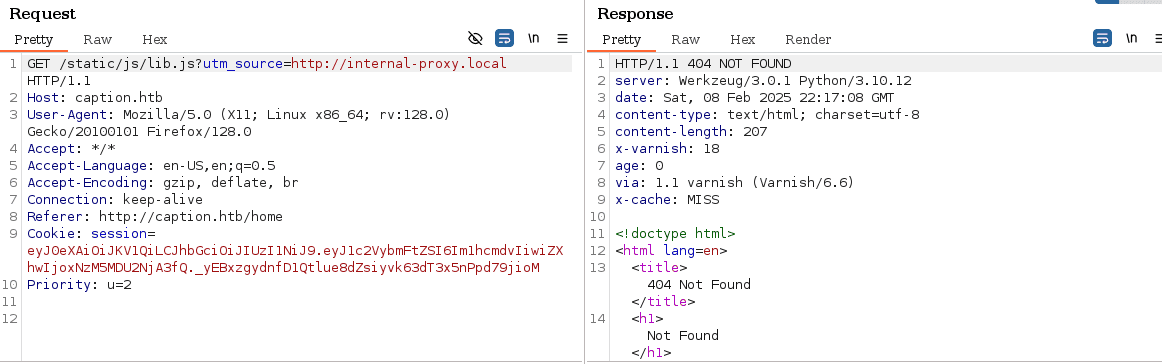 Request
Pretty Raw Hex
\n
1 GET /static/js/lib.js?utm_source=http://internal-proxy.local
HTTP/1.1
2 Host: caption.htb
3 User-Agent: Mozilla/5.0 (X11; Linux x86_64; rv:128.0)
Gecko/20100101 Firefox/128.0
4 Accept: */*
5 Accept-Language: en-US,en;q=0.5
6 Accept-Encoding: gzip, deflate, br
7 Connection: keep-alive
8 Referer: http://caption.htb/home
9 Cookie: session=
eyJ0eXAiOiJKV1QiLCJhbGciOiJIUzI1NiJ9.eyJ1c2VybmFtZSI6Im1hcmdvIiwiZX
hwIjoxNzM5MDU2NjA3fQ._yEBxzgydnfD1Qtlue8dZsiyvk63dT3x5nPpd79jioM
10 Priority: u=2
11
12
Response
Pretty Raw Hex Render
\n
1 HTTP/1.1 404 NOT FOUND
2 server: Werkzeug/3.0.1 Python/3.10.12
3 date: Sat, 08 Feb 2025 22:17:08 GMT
4 content-type: text/html; charset=utf-8
5 content-length: 207
6 x-varnish: 18
7 age: 0
8 via: 1.1 varnish (Varnish/6.6)
9 x-cache: MISS
10
11 <!doctype html>
12 <html lang=en>
13 <title>
404 Not Found
</title>
14 <h1>
Not Found
</h1>